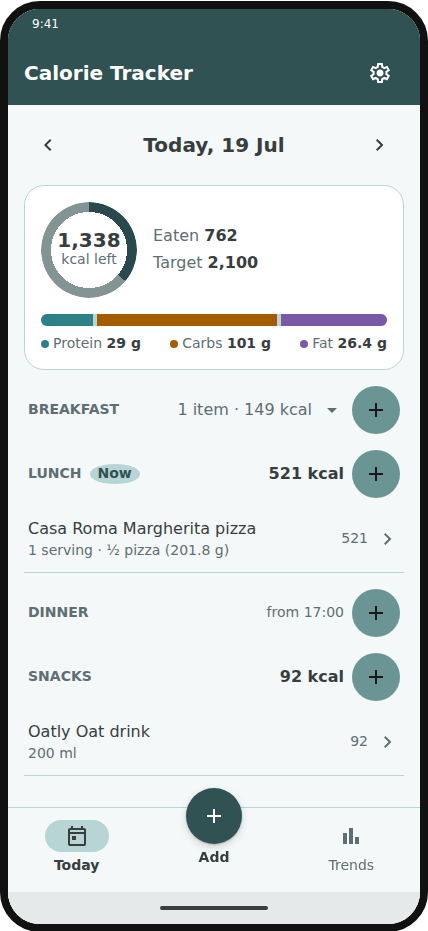 9:41
Calorie Tracker
Today, 19 Jul
1,338
kcal left
Eaten 762
Target 2,100
Protein 29 g
Carbs 101 g
Fat 26.4 g
BREAKFAST
1 item · 149 kcal
LUNCH
Now
521 kcal
Casa Roma Margherita pizza
1 serving · ½ pizza (201.8 g)
521
DINNER
from 17:00
SNACKS
92 kcal
Oatly Oat drink
200 ml
92
Today
Add
Trends